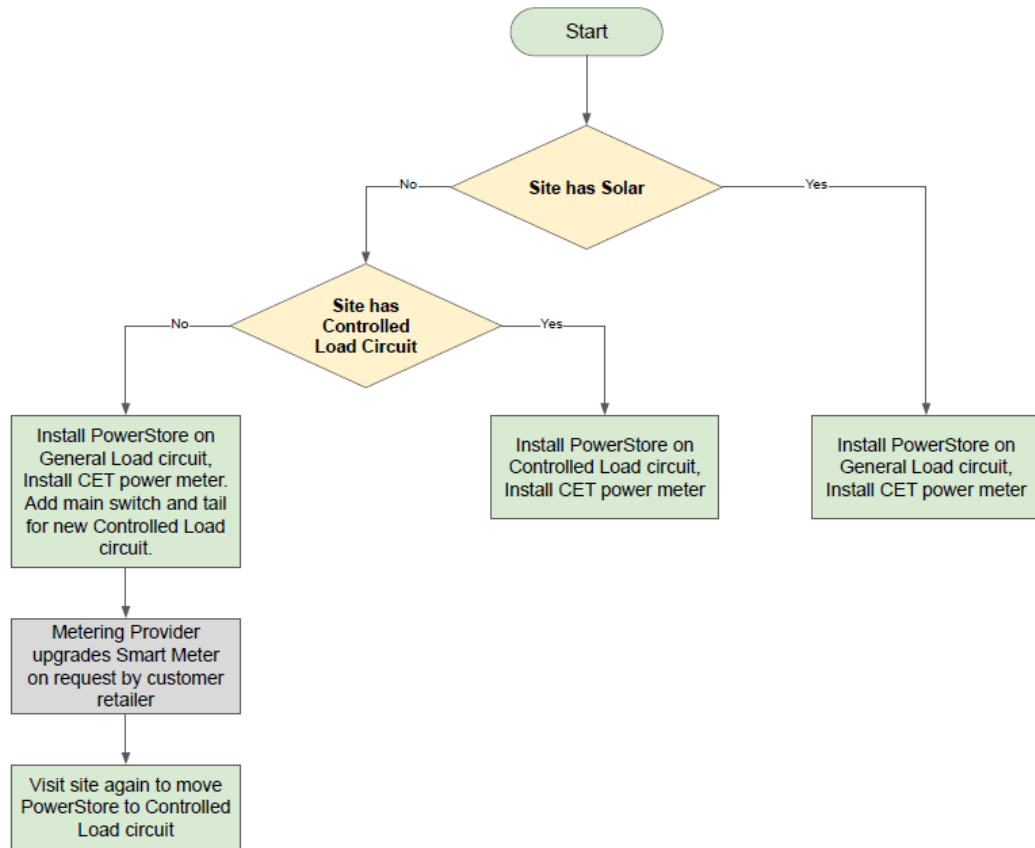 Start
Site has Solar
No
Yes
Site has
Controlled
Load Circuit
No
Yes
Install PowerStore on
General Load circuit,
Install CET power meter.
Add main switch and tail
for new Controlled Load
circuit.
Install PowerStore on
Controlled Load circuit,
Install CET power meter
Install PowerStore on
General Load circuit,
Install CET power meter
Metering Provider
upgrades Smart Meter
on request by customer
retailer
Visit site again to move
PowerStore to Controlled
Load circuit